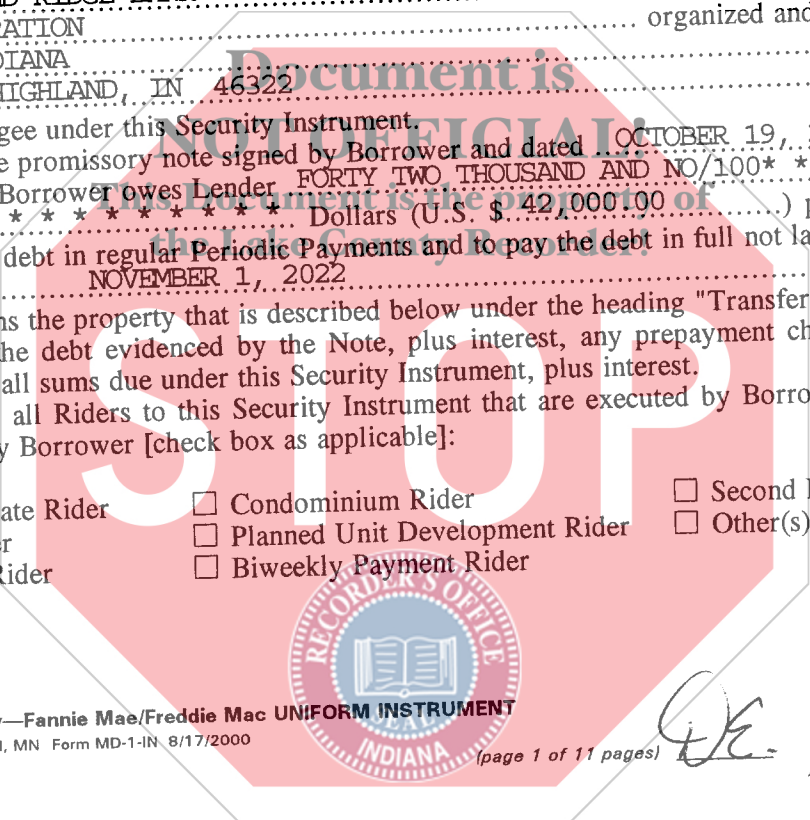 RATION ................ organized and
DIANA
HIGHLAND, IN 46322
gee under this Security Instrument.
e promissory note signed by Borrower and dated ...OCTOBER 19,
Borrower owes Lender FORTY TWO THOUSAND AND NO/100* *
* * * * * * * * * ........... Dollars (U.S. $ 42,000.00 ..........)
debt in regular Periodic Payments and to pay the debt in full not
NOVEMBER 1, 2022
the property that is described below under the heading "Transfer
he debt evidenced by the Note, plus interest, any prepayment
all sums due under this Security Instrument, plus interest.
all Riders to this Security Instrument that are executed by
y Borrower [check box as applicable]:
ate Rider ☐ Condominium Rider ☐ Second
☐ Planned Unit Development Rider ☐ Other(s)
Rider ☐ Biweekly Payment Rider
—Fannie Mae/Freddie Mac UNIFORM INSTRUMENT
, MN Form MD-1-IN 8/17/2000
(page 1 of 11 pages)
Document is
NOT OFFICIAL!
This Document is the property of
the Lake County Recorder!
STOP
RECORDER'S OFFICE
SEAL
INDIANA